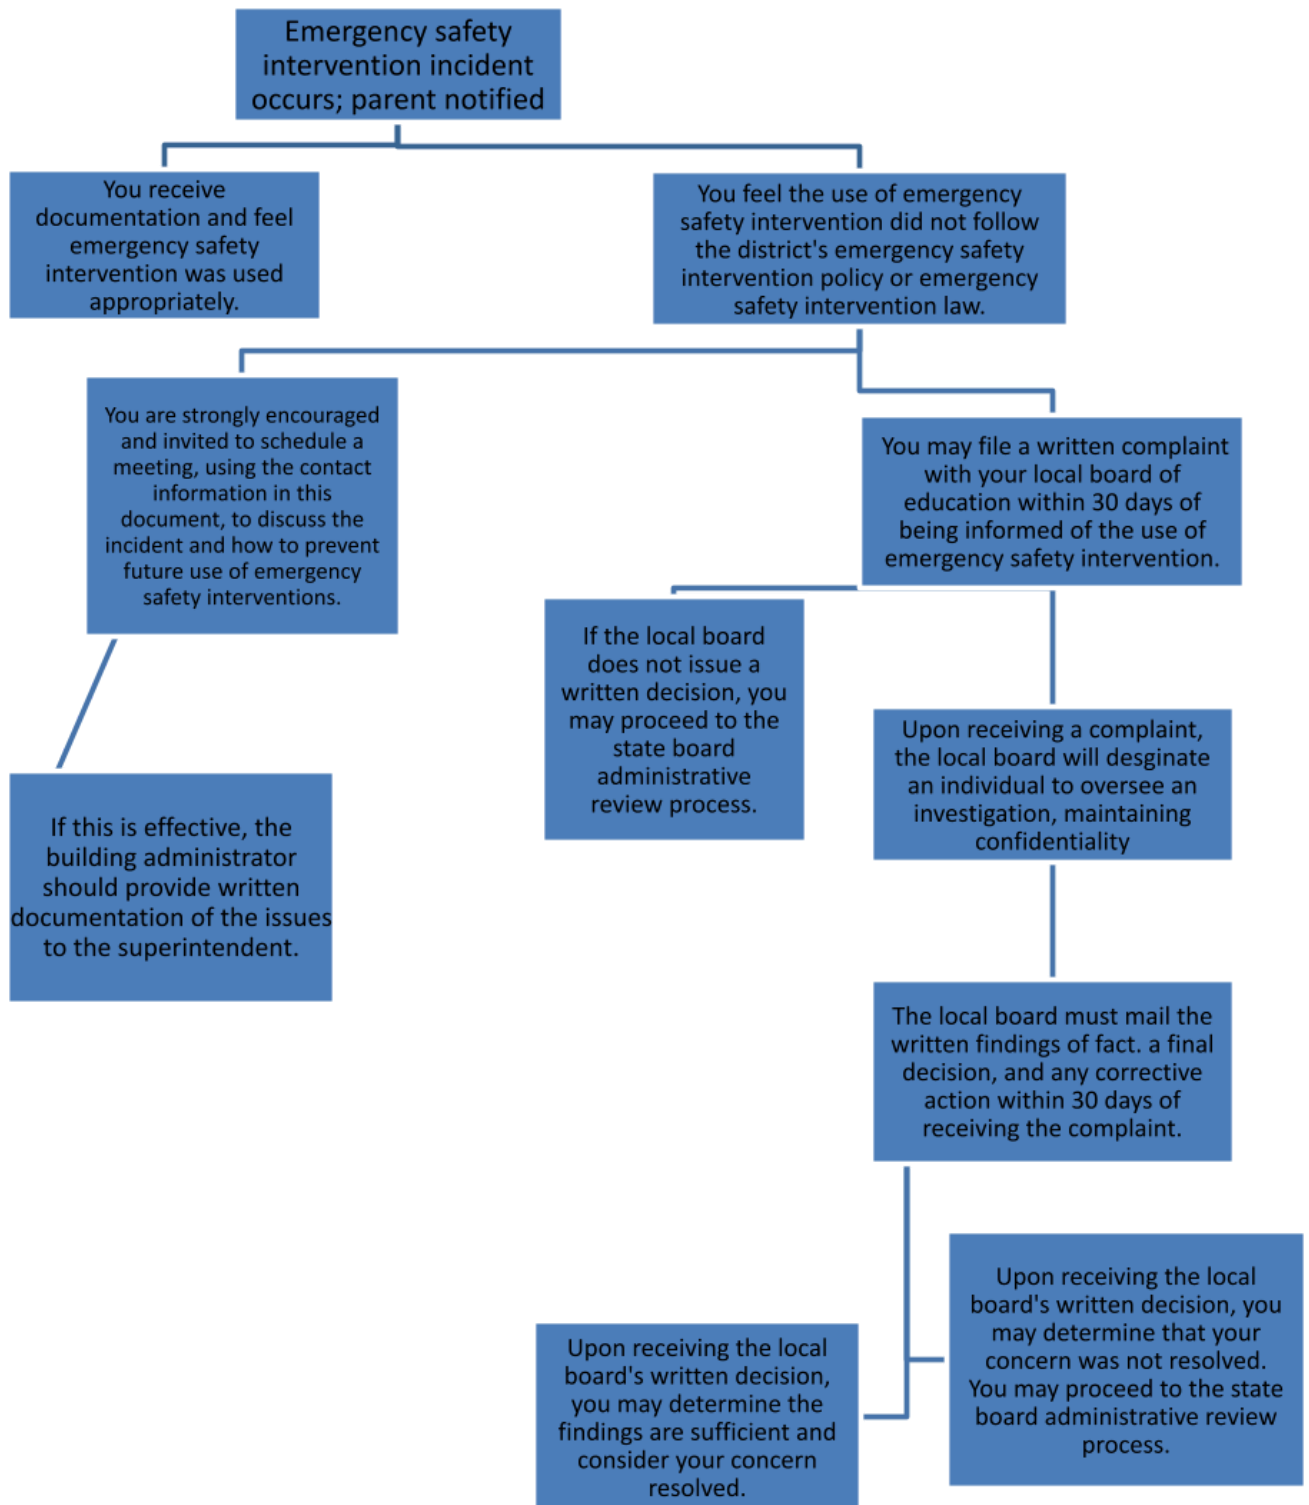 Emergency safety
intervention incident
occurs; parent notified
You receive
documentation and feel
emergency safety
intervention was used
appropriately.
You feel the use of emergency
safety intervention did not follow
the district's emergency safety
intervention policy or emergency
safety intervention law.
You are strongly encouraged
and invited to schedule a
meeting, using the contact
information in this
document, to discuss the
incident and how to prevent
future use of emergency
safety interventions.
You may file a written complaint
with your local board of
education within 30 days of
being informed of the use of
emergency safety intervention.
If the local board
does not issue a
written decision, you
may proceed to the
state board
administrative
review process.
Upon receiving a complaint,
the local board will desginate
an individual to oversee an
investigation, maintaining
confidentiality
If this is effective, the
building administrator
should provide written
documentation of the issues
to the superintendent.
The local board must mail the
written findings of fact. a final
decision, and any corrective
action within 30 days of
receiving the complaint.
Upon receiving the local
board's written decision, you
may determine that your
concern was not resolved.
You may proceed to the state
board administrative review
process.
Upon receiving the local
board's written decision,
you may determine the
findings are sufficient and
consider your concern
resolved.